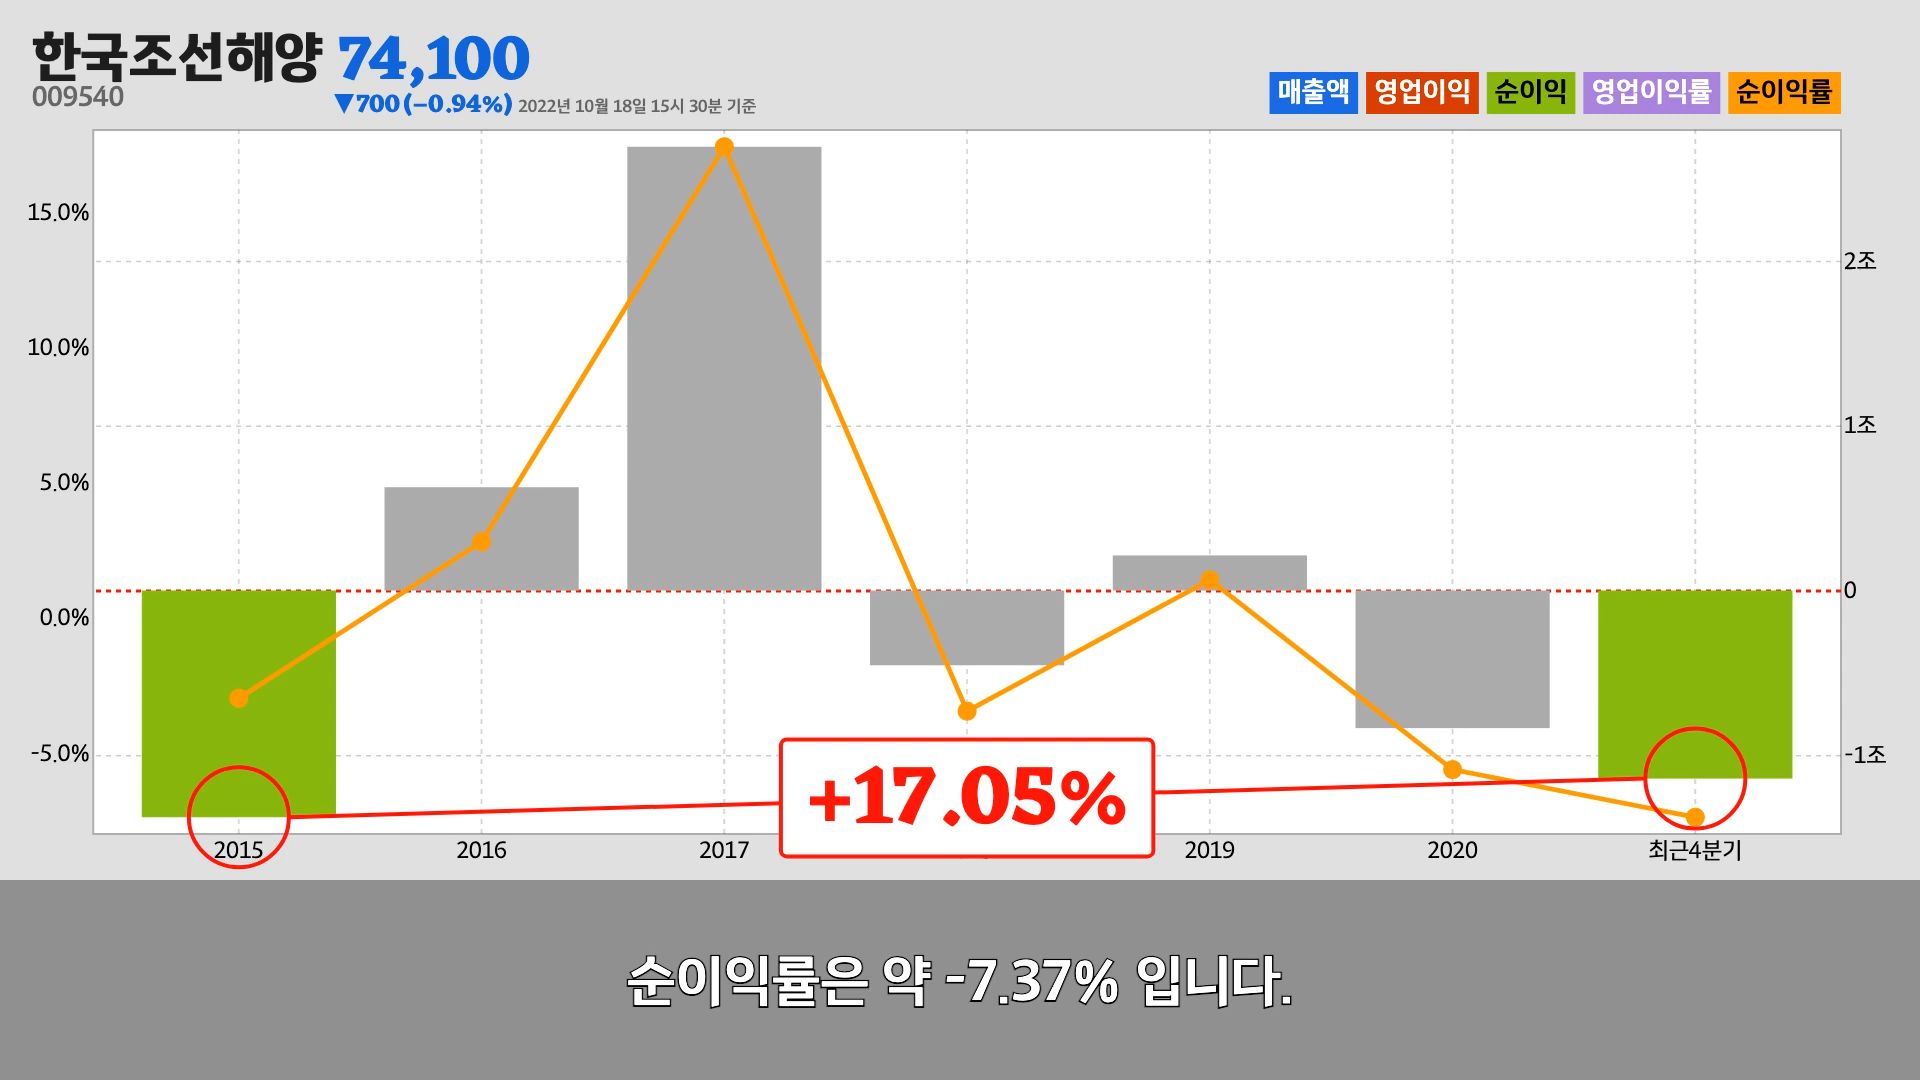 한국조선해양 74,100
009540
▼700(−0.94%) 2022년 10월 18일 15시 30분 기준
매출액 영업이익 순이익 영업이익률 순이익률
15.0%
10.0%
5.0%
0.0%
-5.0%
2조
1조
0
-1조
+17.05%
2015 2016 2017 2019 2020 최근4분기
순이익률은 약 -7.37% 입니다.